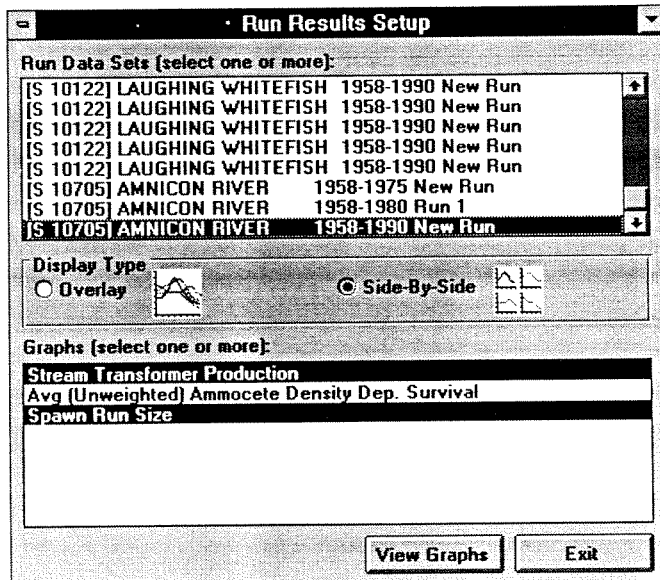 Run Results Setup
Run Data Sets (select one or more):
[S 10122] LAUGHING WHITEFISH 1958-1990 New Run
[S 10122] LAUGHING WHITEFISH 1958-1990 New Run
[S 10122] LAUGHING WHITEFISH 1958-1990 New Run
[S 10122] LAUGHING WHITEFISH 1958-1990 New Run
[S 10122] LAUGHING WHITEFISH 1958-1990 New Run
[S 10705] AMNICON RIVER 1958-1975 New Run
[S 10705] AMNICON RIVER 1958-1980 Run 1
[S 10705] AMNICON RIVER 1958-1990 New Run
Display Type
Overlay
Side-By-Side
Graphs (select one or more):
Stream Transformer Production
Avg (Unweighted) Ammocete Density Dep. Survival
Spawn Run Size
View Graphs
Exit